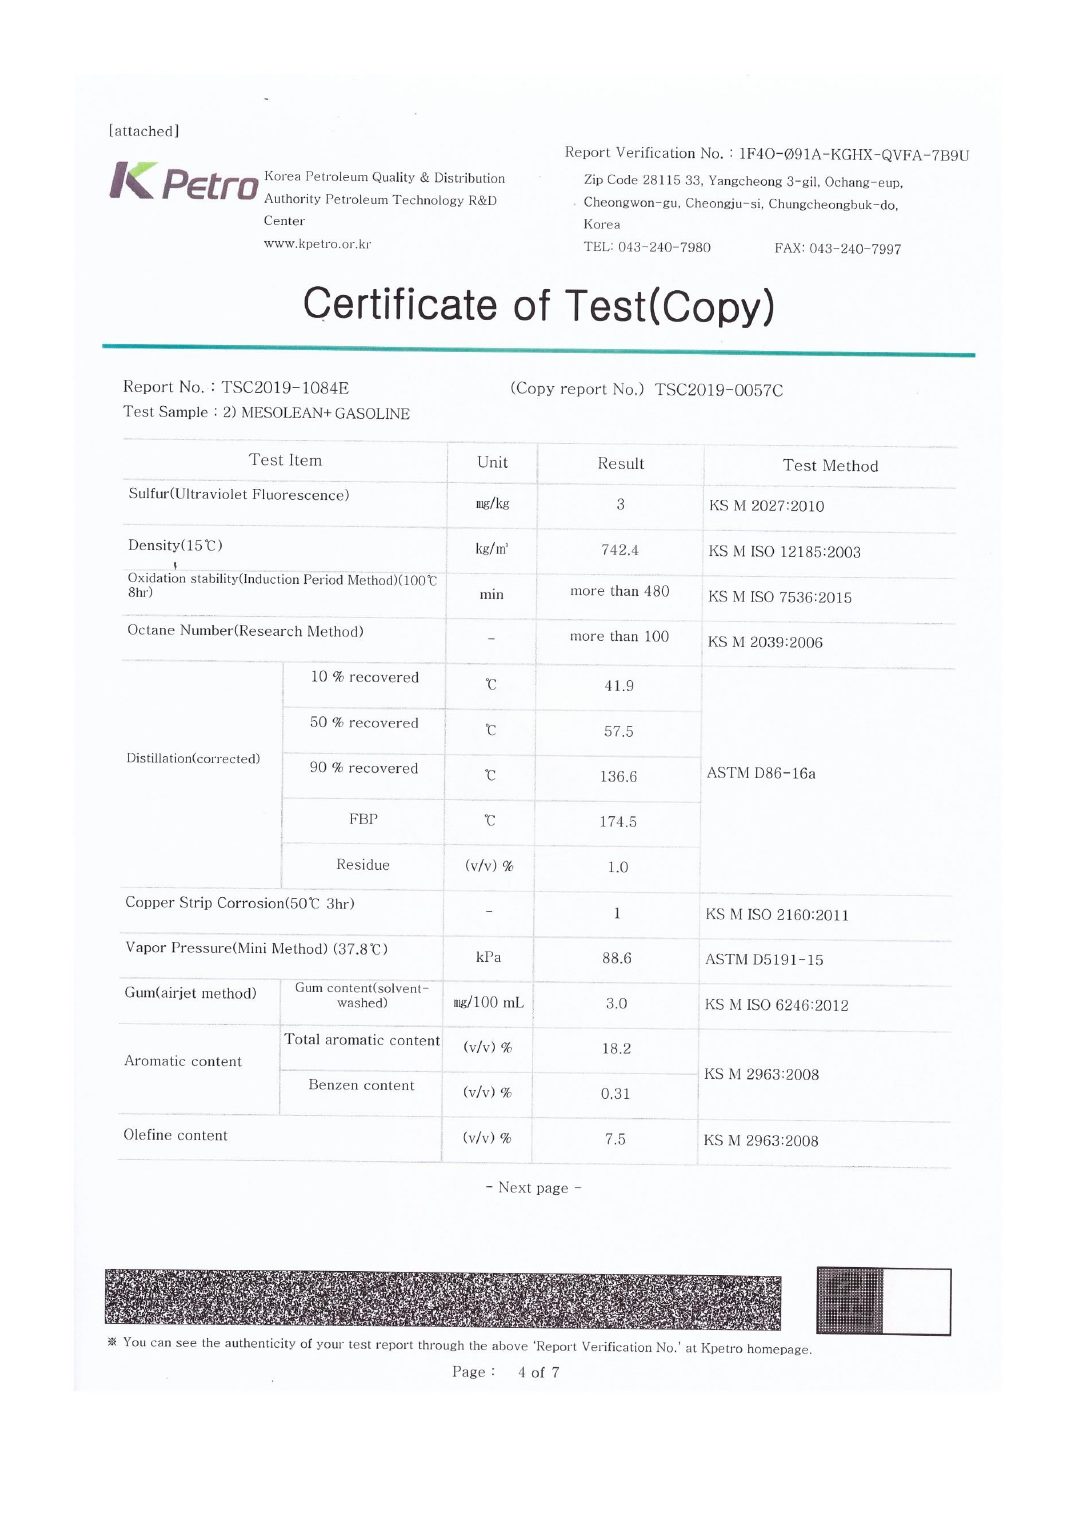 [attached]
Report Verification No. : 1F4O-Ø91A-KGHX-QVFA-7B9U
K Petro
Korea Petroleum Quality & Distribution
Authority Petroleum Technology R&D
Center
www.kpetro.or.kr
Zip Code 28115 33, Yangcheong 3-gil, Ochang-eup,
Cheongwon-gu, Cheongju-si, Chungcheongbuk-do,
Korea
TEL: 043-240-7980 FAX: 043-240-7997
Certificate of Test(Copy)
Report No. : TSC2019-1084E (Copy report No.) TSC2019-0057C
Test Sample : 2) MESOLEAN+ GASOLINE
Test Item Unit Result Test Method
Sulfur(Ultraviolet Fluorescence) ㎎/kg 3 KS M 2027:2010
Density(15℃) kg/㎥ 742.4 KS M ISO 12185:2003
Oxidation stability(Induction Period Method)(100℃
8hr) min more than 480 KS M ISO 7536:2015
Octane Number(Research Method) - more than 100 KS M 2039:2006
Distillation(corrected) 10 % recovered ℃ 41.9 ASTM D86-16a
50 % recovered ℃ 57.5
90 % recovered ℃ 136.6
FBP ℃ 174.5
Residue (v/v) % 1.0
Copper Strip Corrosion(50℃ 3hr) - 1 KS M ISO 2160:2011
Vapor Pressure(Mini Method) (37.8℃) kPa 88.6 ASTM D5191-15
Gum(airjet method) Gum content(solvent-
washed) ㎎/100 mL 3.0 KS M ISO 6246:2012
Aromatic content Total aromatic content (v/v) % 18.2 KS M 2963:2008
Benzen content (v/v) % 0.31
Olefine content (v/v) % 7.5 KS M 2963:2008
- Next page -
※ You can see the authenticity of your test report through the above 'Report Verification No.' at Kpetro homepage.
Page : 4 of 7